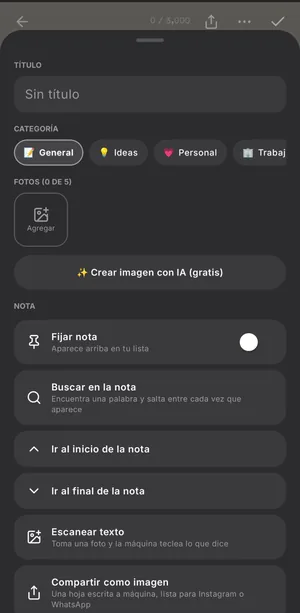 0 / 8,000
TÍTULO
Sin título
CATEGORÍA
📝 General
💡 Ideas
💗 Personal
🏢 Trabaj
FOTOS (0 DE 5)
Agregar
✨ Crear imagen con IA (gratis)
NOTA
Fijar nota
Aparece arriba en tu lista
Buscar en la nota
Encuentra una palabra y salta entre cada vez que
aparece
Ir al inicio de la nota
Ir al final de la nota
Escanear texto
Toma una foto y la máquina teclea lo que dice
Compartir como imagen
Una hoja escrita a máquina, lista para Instagram o
WhatsApp